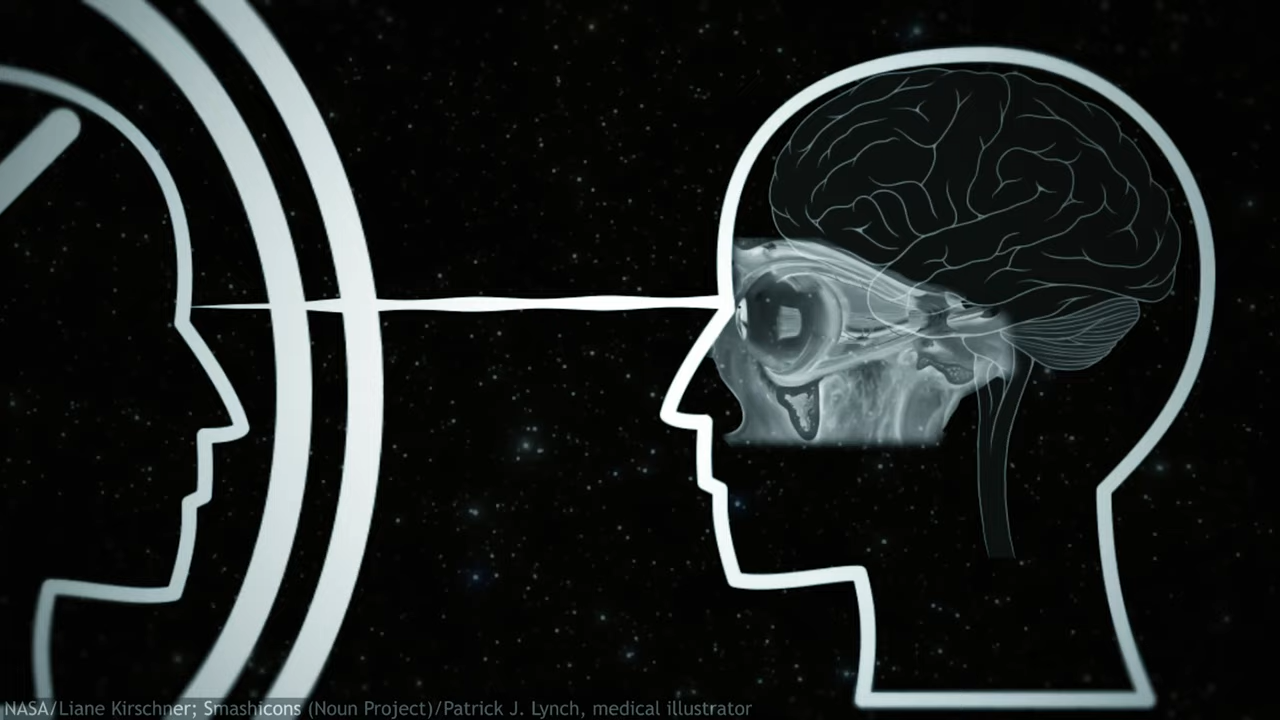 NASA/Liane Kirschner; Smashicons (Noun Project)/Patrick J. Lynch, medical illustrator